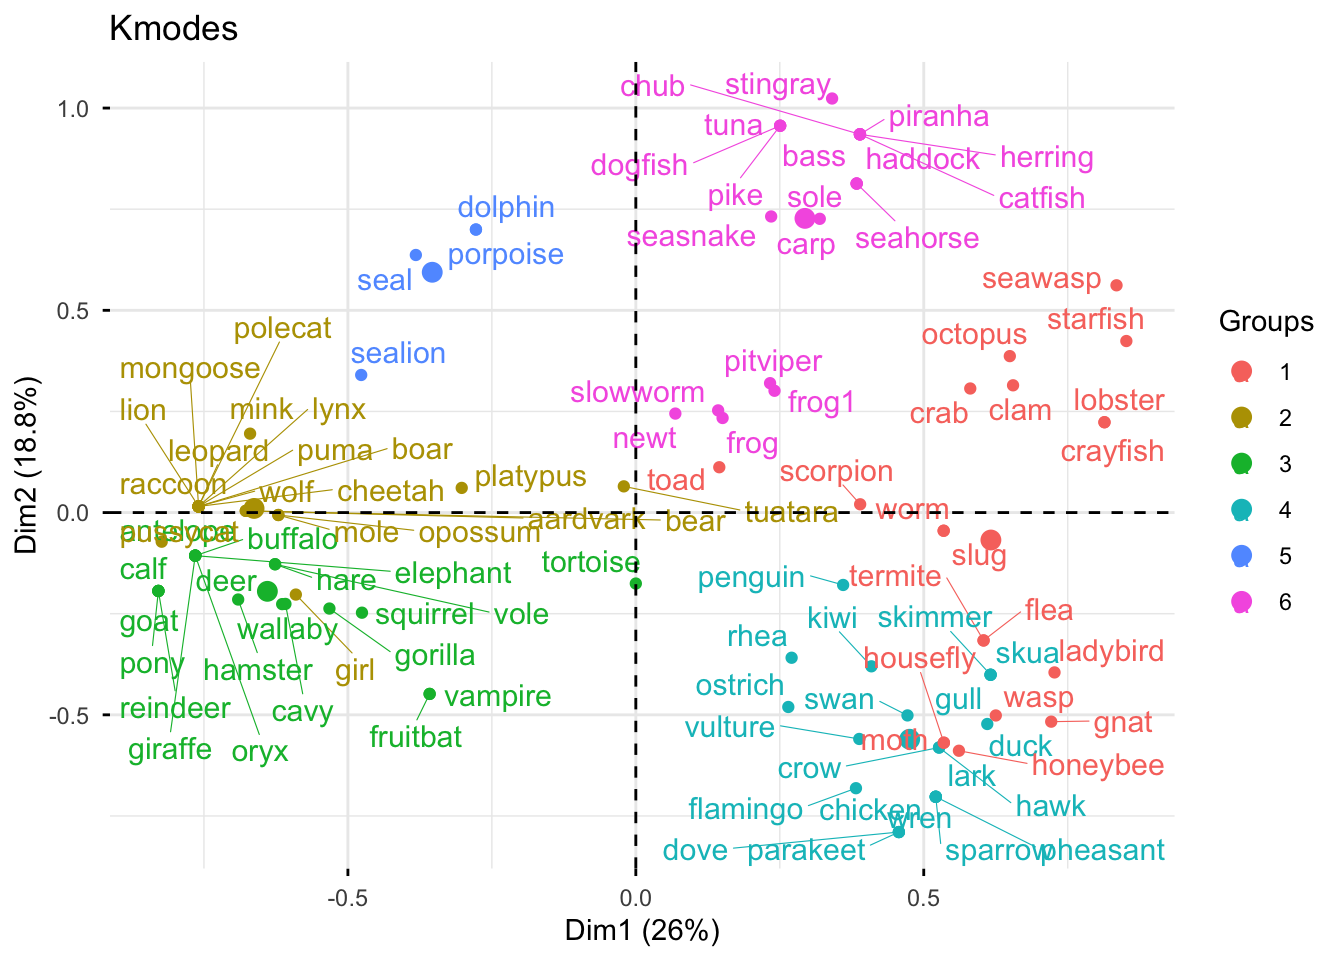 Kmodes
chub
stingray
tuna
piranha
dogfish
bass
haddock
herring
pike
sole
catfish
seasnake
carp
seahorse
dolphin
porpoise
seal
seawasp
starfish
octopus
polecat
sealion
pitviper
mongoose
slowworm
frog1
lobster
lion
mink
lynx
crab
clam
newt
frog
leopard
puma
boar
crayfish
raccoon
wolf
cheetah
platypus
toad
scorpion
worm
antelope
pussycat
mole
opossum
aardvark
bear
tuatara
buffalo
slug
calf
deer
hare
elephant
tortoise
penguin
termite
goat
wallaby
squirrel
vole
kiwi
skimmer
flea
pony
hamster
girl
gorilla
rhea
housefly
skua
ladybird
reindeer
cavy
vampire
ostrich
swan
gull
wasp
giraffe
oryx
fruitbat
vulture
moth
duck
gnat
crow
lark
honeybee
flamingo
chicken
wren
hawk
dove
parakeet
sparrow
pheasant
1.0
0.5
0.0
-0.5
-0.5
0.0
0.5
Dim1 (26%)
Dim2 (18.8%)
Groups
1
2
3
4
5
6